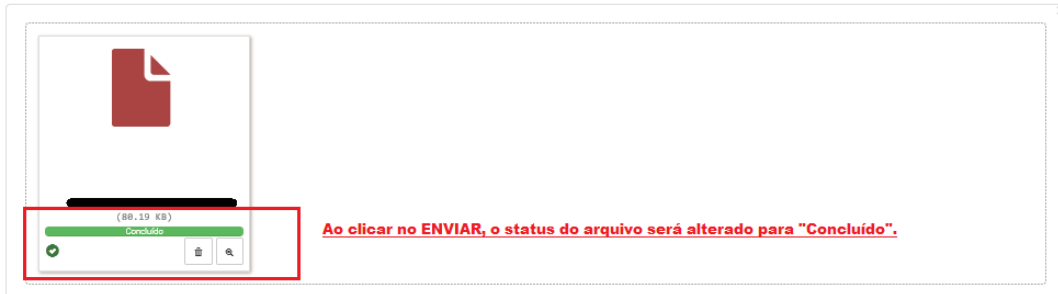 (80.19 KB)
Concluído
Ao clicar no ENVIAR, o status do arquivo será alterado para "Concluído".